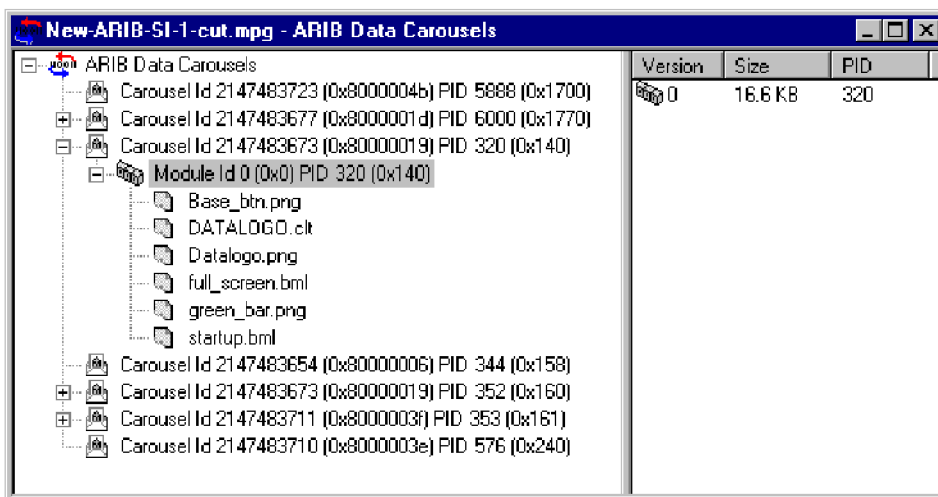 New-ARIB-SI-1-cut.mpg - ARIB Data Carousels
ARIB Data Carousels
Carousel Id 2147483723 (0x8000004b) PID 5888 (0x1700)
Carousel Id 2147483677 (0x8000001d) PID 6000 (0x1770)
Carousel Id 2147483673 (0x80000019) PID 320 (0x140)
Module Id 0 (0x0) PID 320 (0x140)
Base_btn.png
DATALOGO.clt
Datalogo.png
full_screen.bml
green_bar.png
startup.bml
Carousel Id 2147483654 (0x80000006) PID 344 (0x158)
Carousel Id 2147483673 (0x80000019) PID 352 (0x160)
Carousel Id 2147483711 (0x8000003f) PID 353 (0x161)
Carousel Id 2147483710 (0x8000003e) PID 576 (0x240)
Version Size PID
0 16.6 KB 320